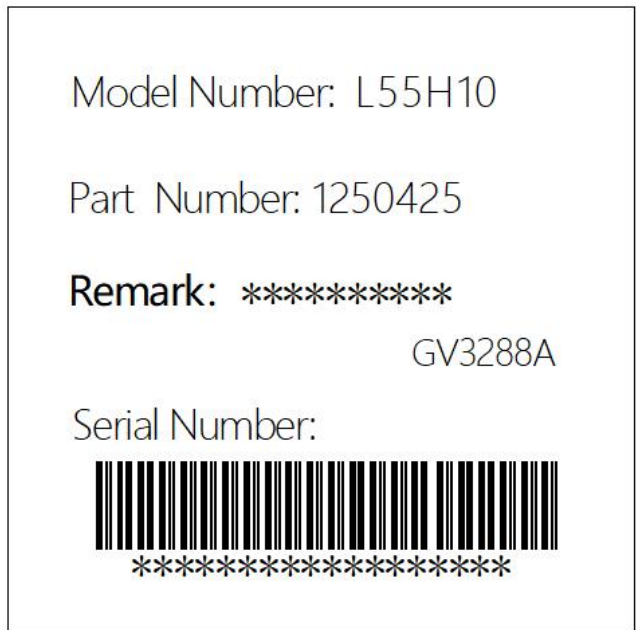 Model Number: L55H10
Part Number: 1250425
Remark: **********
GV3288A
Serial Number:
******************